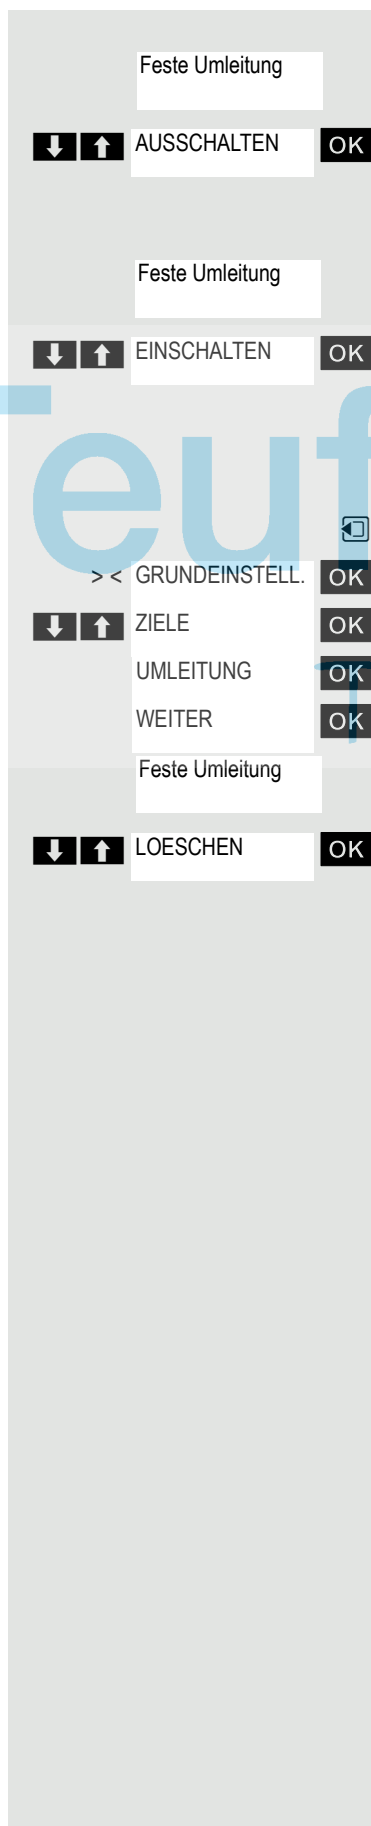 Feste Umleitung
AUSSCHALTEN OK
Feste Umleitung
EINSCHALTEN OK
Teuf
> < GRUNDEINSTELL. OK
ZIELE OK
UMLEITUNG OK
WEITER OK
Feste Umleitung
LOESCHEN OK